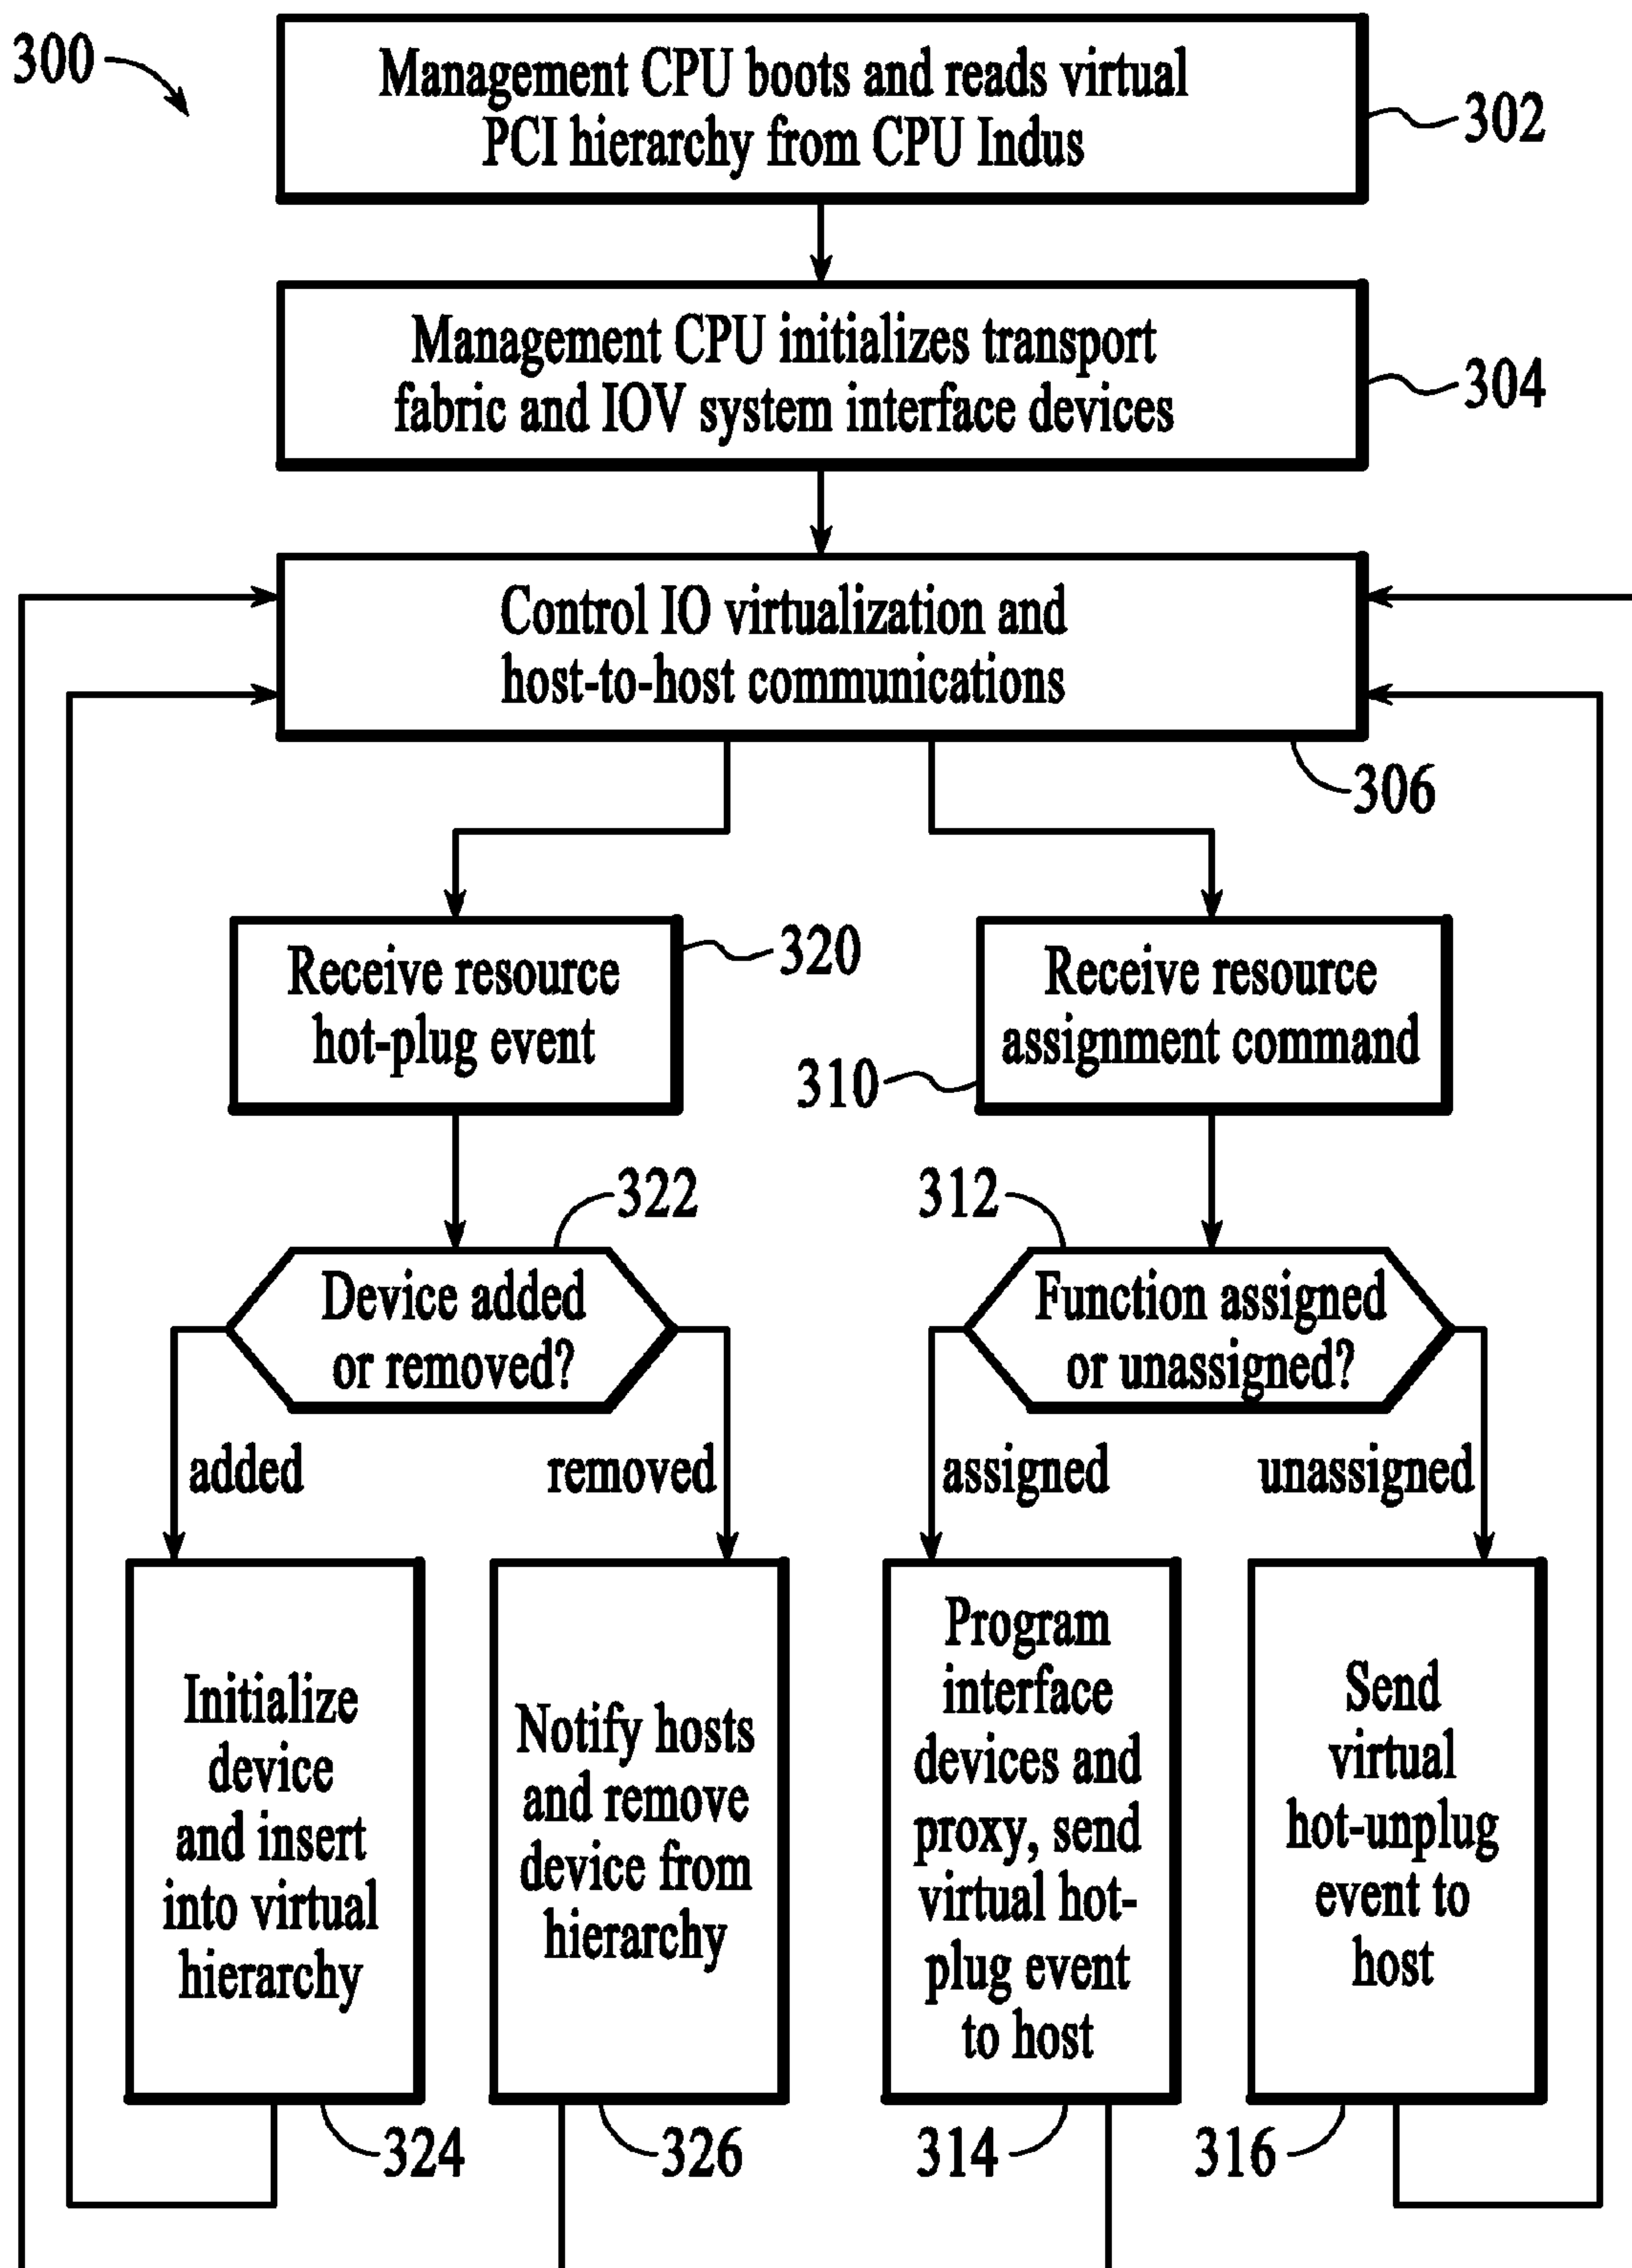 300
Management CPU boots and reads virtual
PCI hierarchy from CPU Indus
302
Management CPU initializes transport
fabric and IOV system interface devices
304
Control IO virtualization and
host-to-host communications
306
Receive resource
hot-plug event
320
Receive resource
assignment command
310
322
Device added
or removed?
312
Function assigned
or unassigned?
added
removed
assigned
unassigned
Initialize
device
and insert
into virtual
hierarchy
324
Notify hosts
and remove
device from
hierarchy
326
Program
interface
devices and
proxy, send
virtual hot-
plug event
to host
314
Send
virtual
hot-unplug
event to
host
316